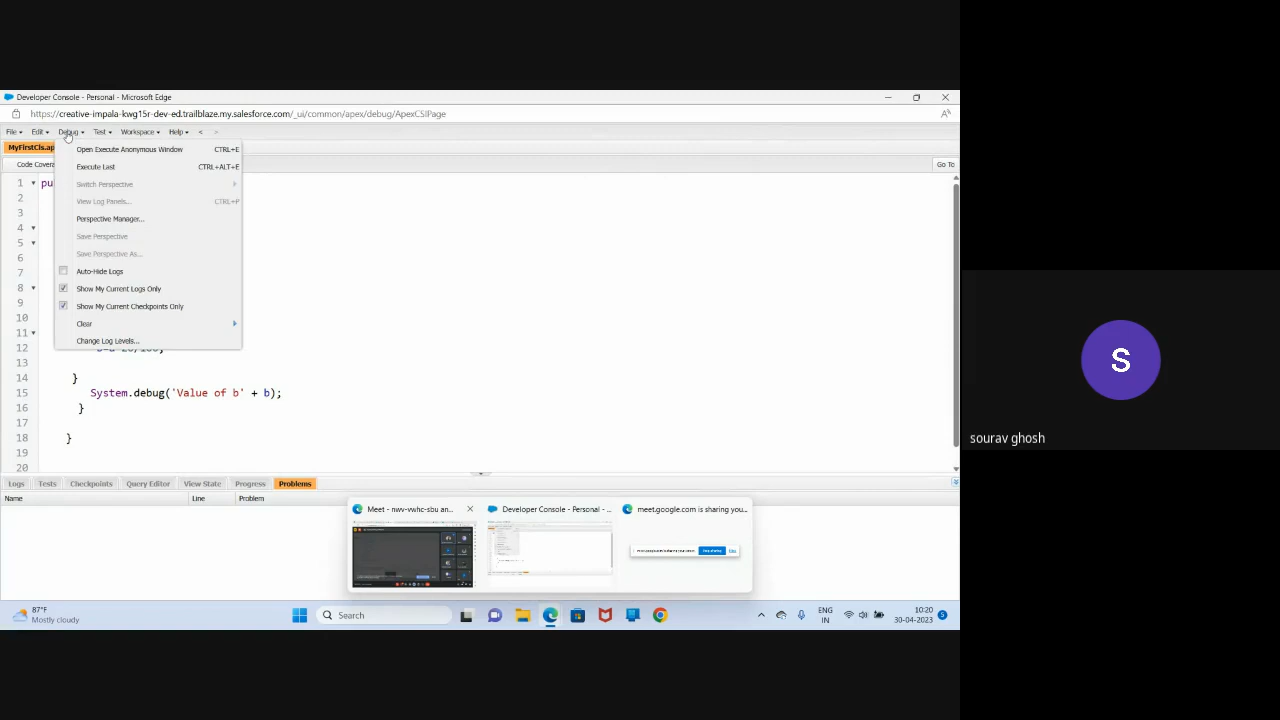 Developer Console - Personal - Microsoft Edge
https://creative-impala-kwg15r-dev-ed.trailblaze.my.salesforce.com/_ui/common/apex/debug/ApexCSIPage
File Edit Debug Test Workspace Help < >
MyFirstCls.ap
Code Covera
Go To
Open Execute Anonymous Window CTRL+E
Execute Last CTRL+ALT+E
Switch Perspective
View Log Panels... CTRL+P
Perspective Manager...
Save Perspective
Save Perspective As...
Auto-Hide Logs
Show My Current Logs Only
Show My Current Checkpoints Only
Clear
Change Log Levels...
1 pu
2
3
4
5
6
7
8
9
10
11
12
13
14 }
15 System.debug('Value of b' + b);
16 }
17
18 }
19
20
Logs Tests Checkpoints Query Editor View State Progress Problems
Name Line Problem
Meet - nwv-vwhc-sbu an...
Developer Console - Personal - ...
meet.google.com is sharing you...
87°F
Mostly cloudy
Search
ENG
IN
10:20
30-04-2023
5
S
sourav ghosh